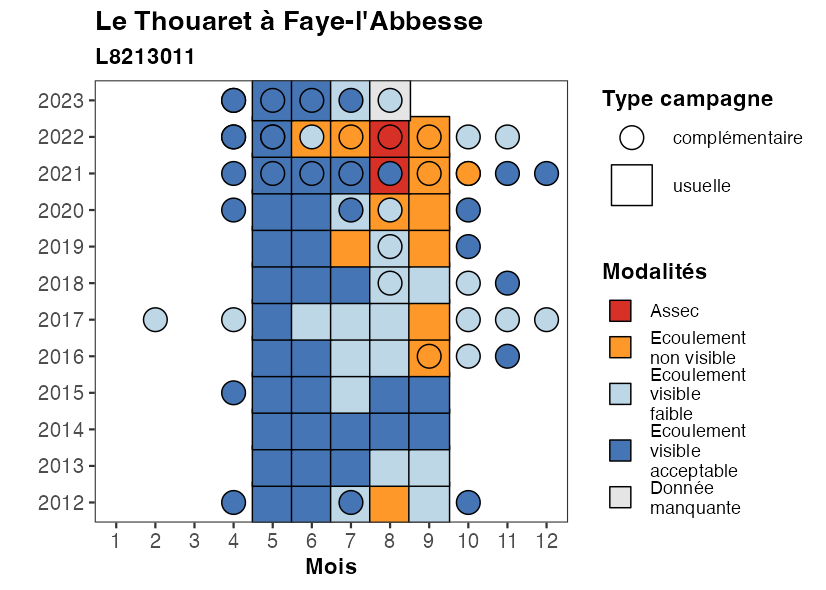 Le Thouaret à Faye-l'Abbesse
L8213011
2023
2022
2021
2020
2019
2018
2017
2016
2015
2014
2013
2012
1 2 3 4 5 6 7 8 9 10 11 12
Mois
Type campagne
complémentaire
usuelle
Modalités
Assec
Ecoulement
non visible
Ecoulement
visible
faible
Ecoulement
visible
acceptable
Donnée
manquante